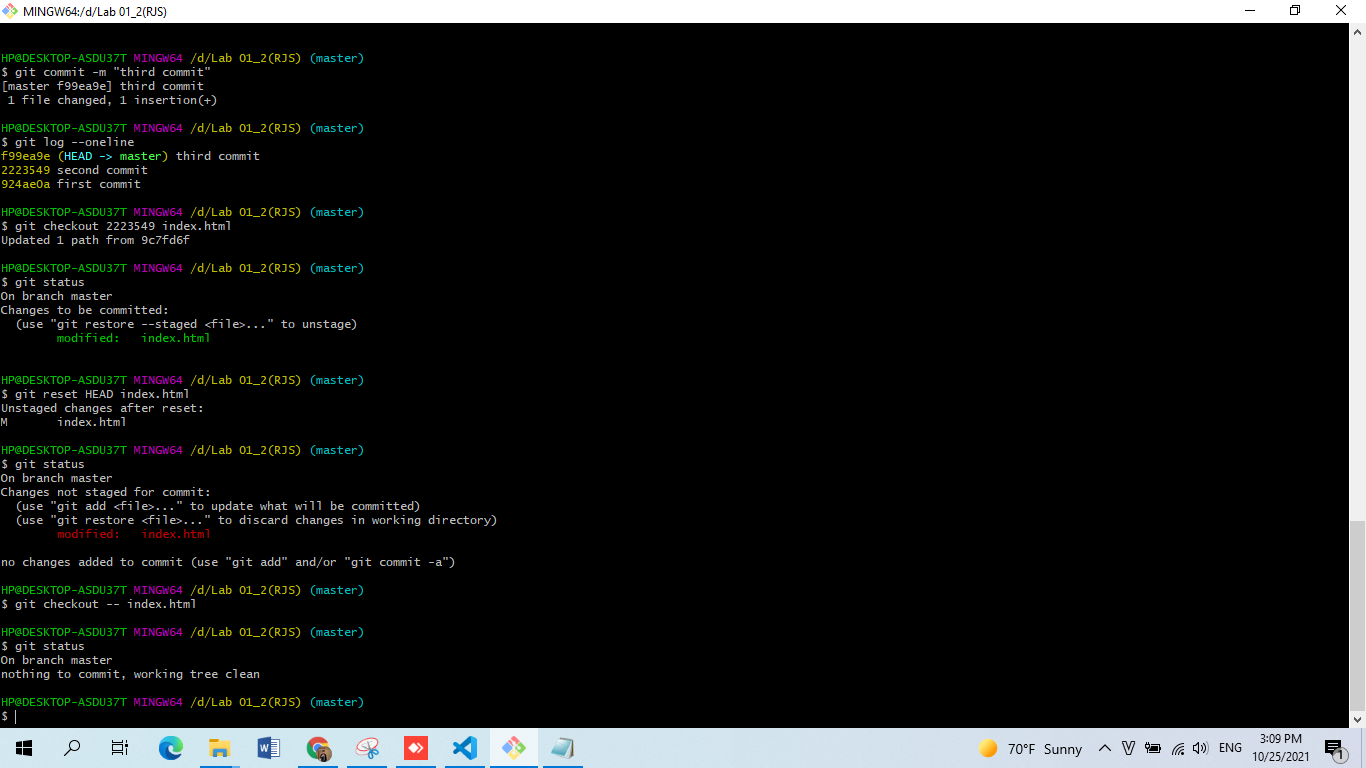 MINGW64:/d/Lab 01_2(RJS)
HP@DESKTOP-ASDU37T MINGW64 /d/Lab 01_2(RJS) (master)
$ git commit -m "third commit"
[master f99ea9e] third commit
 1 file changed, 1 insertion(+)
HP@DESKTOP-ASDU37T MINGW64 /d/Lab 01_2(RJS) (master)
$ git log --oneline
f99ea9e (HEAD -> master) third commit
2223549 second commit
924ae0a first commit
HP@DESKTOP-ASDU37T MINGW64 /d/Lab 01_2(RJS) (master)
$ git checkout 2223549 index.html
Updated 1 path from 9c7fd6f
HP@DESKTOP-ASDU37T MINGW64 /d/Lab 01_2(RJS) (master)
$ git status
On branch master
Changes to be committed:
  (use "git restore --staged <file>..." to unstage)
        modified:   index.html
HP@DESKTOP-ASDU37T MINGW64 /d/Lab 01_2(RJS) (master)
$ git reset HEAD index.html
Unstaged changes after reset:
M       index.html
HP@DESKTOP-ASDU37T MINGW64 /d/Lab 01_2(RJS) (master)
$ git status
On branch master
Changes not staged for commit:
  (use "git add <file>..." to update what will be committed)
  (use "git restore <file>..." to discard changes in working directory)
        modified:   index.html
no changes added to commit (use "git add" and/or "git commit -a")
HP@DESKTOP-ASDU37T MINGW64 /d/Lab 01_2(RJS) (master)
$ git checkout -- index.html
HP@DESKTOP-ASDU37T MINGW64 /d/Lab 01_2(RJS) (master)
$ git status
On branch master
nothing to commit, working tree clean
HP@DESKTOP-ASDU37T MINGW64 /d/Lab 01_2(RJS) (master)
$
70°F Sunny
ENG
3:09 PM
10/25/2021
1